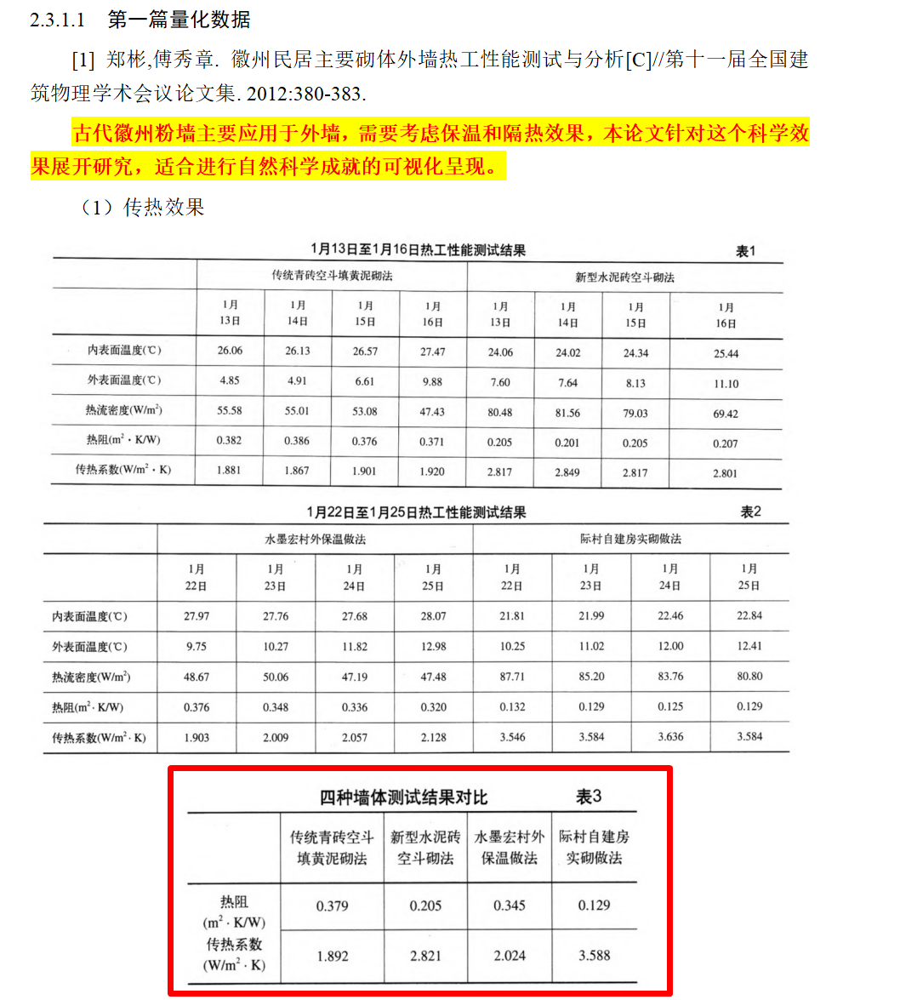 2.3.1.1 第一篇量化数据
[1] 郑彬,傅秀章. 徽州民居主要砌体外墙热工性能测试与分析[C]//第十一届全国建
筑物理学术会议论文集. 2012:380-383.
古代徽州粉墙主要应用于外墙，需要考虑保温和隔热效果，本论文针对这个科学效
果展开研究，适合进行自然科学成就的可视化呈现。
（1）传热效果
1月13日至1月16日热工性能测试结果 表1
传统青砖空斗填黄泥砌法 新型水泥砖空斗砌法
1月 1月 1月 1月 1月 1月 1月 1月
13日 14日 15日 16日 13日 14日 15日 16日
内表面温度(℃) 26.06 26.13 26.57 27.47 24.06 24.02 24.34 25.44
外表面温度(℃) 4.85 4.91 6.61 9.88 7.60 7.64 8.13 11.10
热流密度(W/m²) 55.58 55.01 53.08 47.43 80.48 81.56 79.03 69.42
热阻(m²·K/W) 0.382 0.386 0.376 0.371 0.205 0.201 0.205 0.207
传热系数(W/m²·K) 1.881 1.867 1.901 1.920 2.817 2.849 2.817 2.801
1月22日至1月25日热工性能测试结果 表2
水墨宏村外保温做法 际村自建房实砌做法
1月 1月 1月 1月 1月 1月 1月 1月
22日 23日 24日 25日 22日 23日 24日 25日
内表面温度(℃) 27.97 27.76 27.68 28.07 21.81 21.99 22.46 22.84
外表面温度(℃) 9.75 10.27 11.82 12.98 10.25 11.02 12.00 12.41
热流密度(W/m²) 48.67 50.06 47.19 47.48 87.71 85.20 83.76 80.80
热阻(m²·K/W) 0.376 0.348 0.336 0.320 0.132 0.129 0.125 0.129
传热系数(W/m²·K) 1.903 2.009 2.057 2.128 3.546 3.584 3.636 3.584
四种墙体测试结果对比 表3
传统青砖空斗 新型水泥砖 水墨宏村外 际村自建房
填黄泥砌法 空斗砌法 保温做法 实砌做法
热阻
(m²·K/W) 0.379 0.205 0.345 0.129
传热系数
(W/m²·K) 1.892 2.821 2.024 3.588